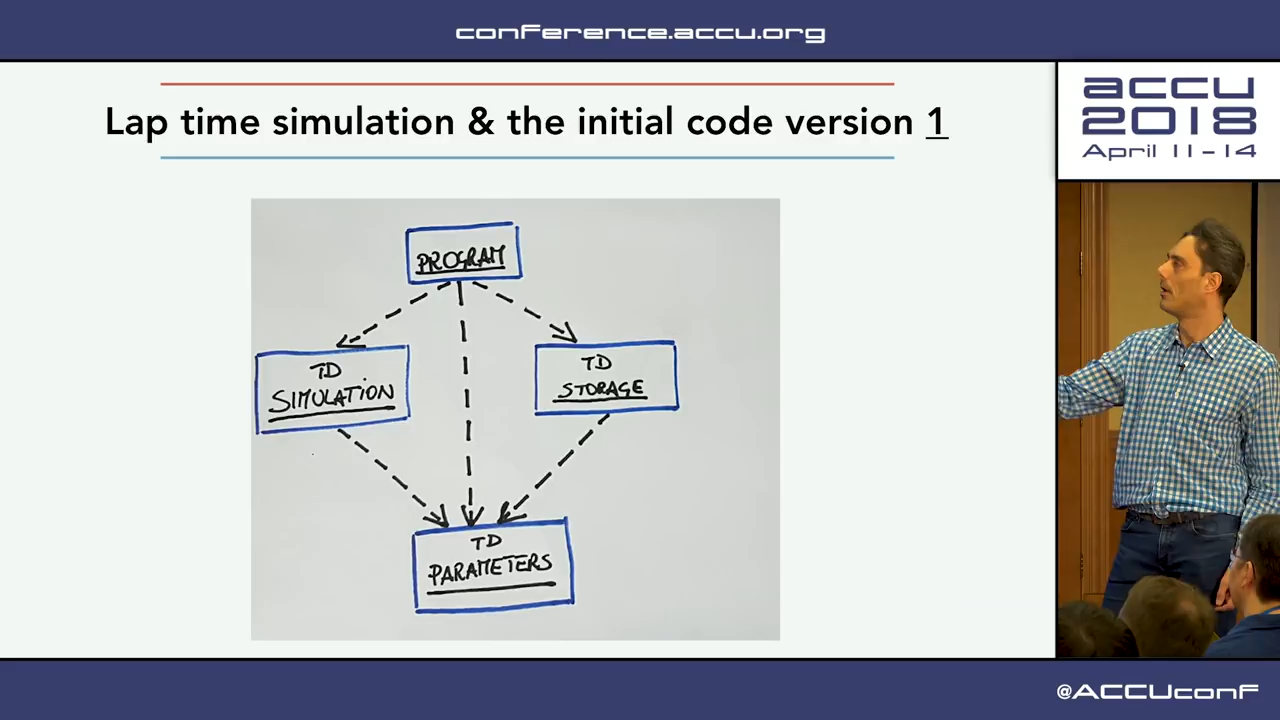 conference.accu.org
Lap time simulation & the initial code version 1
accu
2018
April 11-14
PROGRAM
TD
SIMULATION
TD
STORAGE
TD
PARAMETERS
@ACCUconf